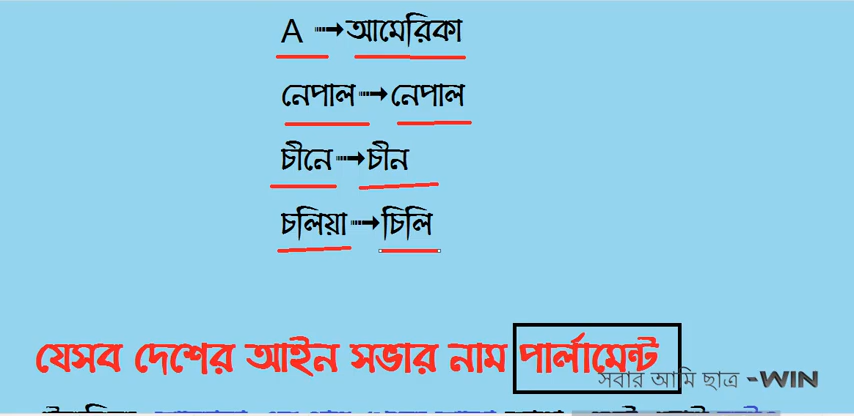 A → আমেরিকা
নেপাল → নেপাল
চীনে → চীন
চলিয়া → চিলি
যেসব দেশের আইন সভার নাম পার্লামেন্ট
সবার আমি ছাত্র -WIN